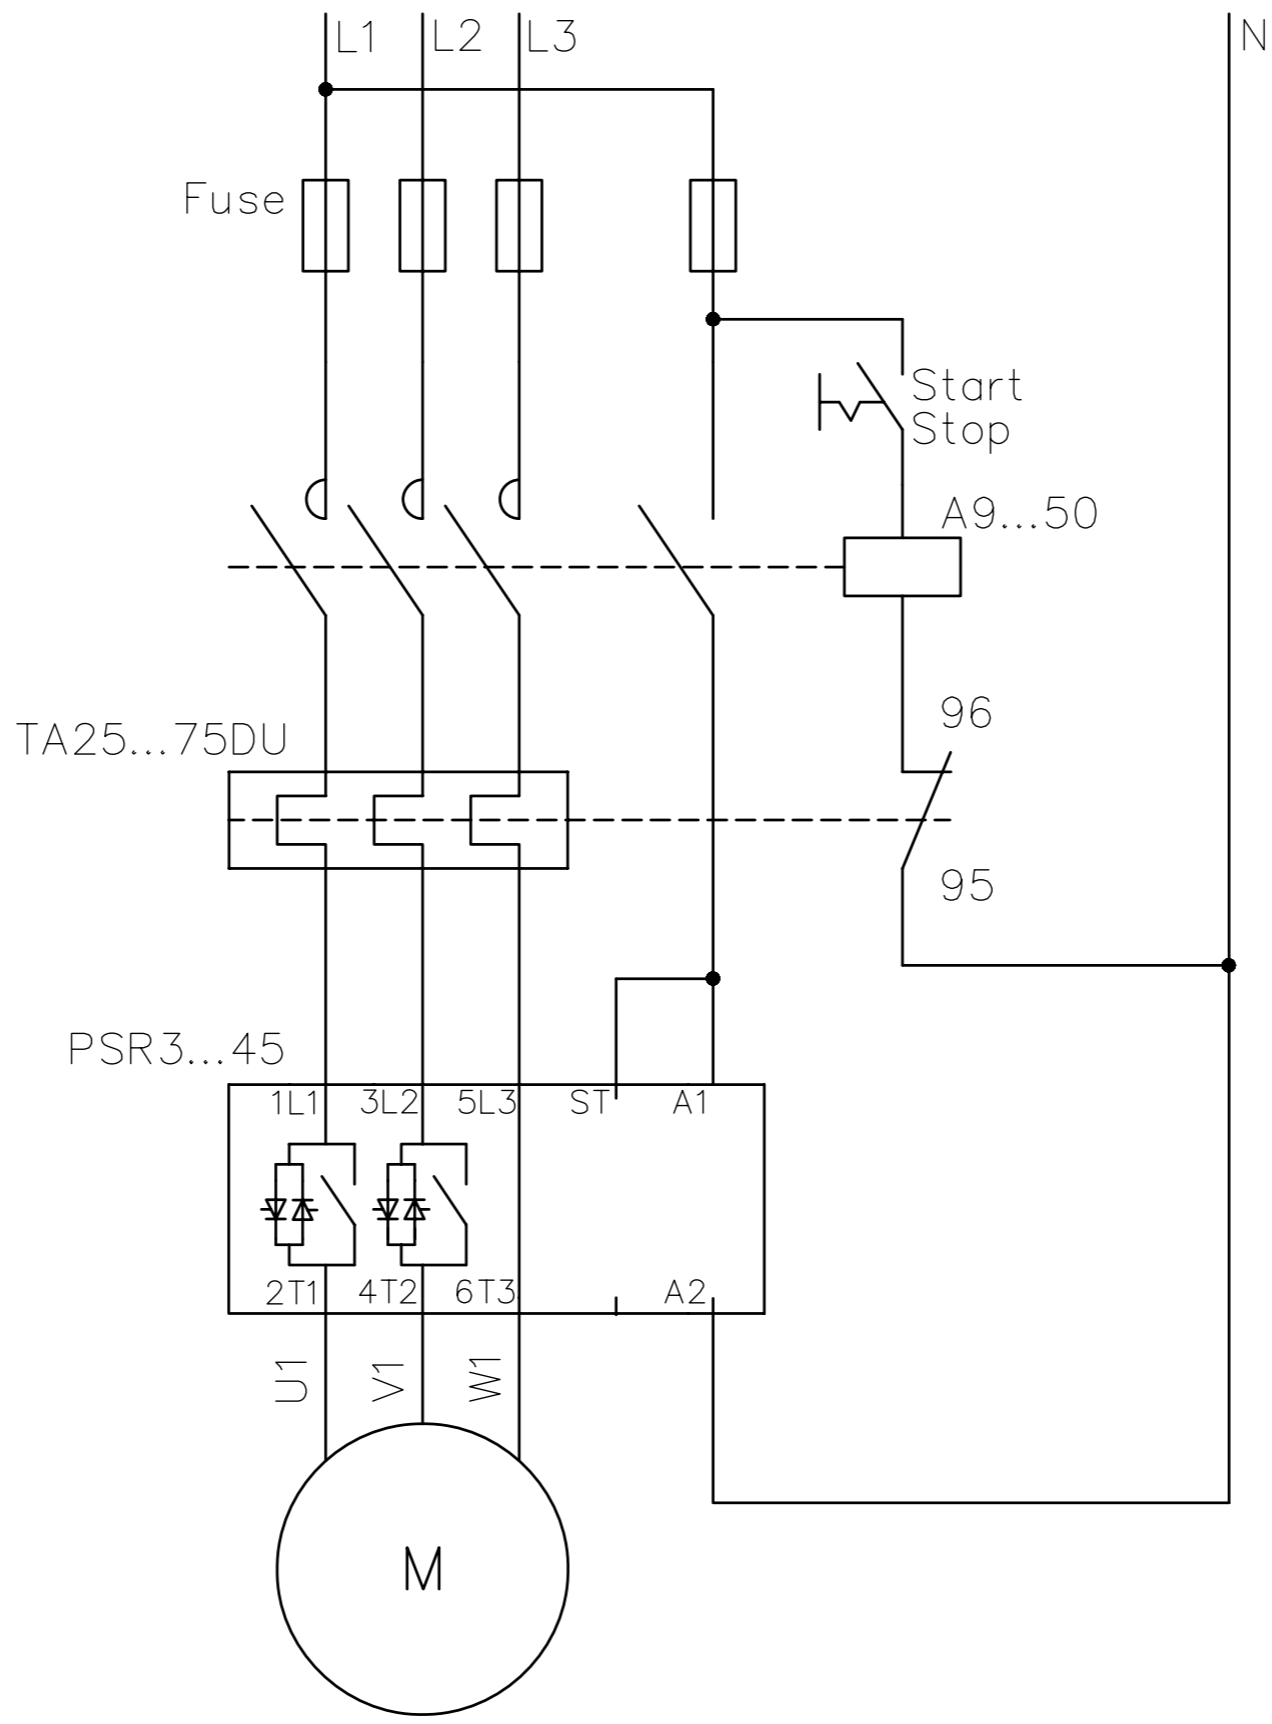 L1 L2 L3 N
Fuse
Start
Stop
A9...50
96
TA25...75DU
95
PSR3...45
1L1 3L2 5L3 ST A1
2T1 4T2 6T3 A2
U1 V1 W1
M